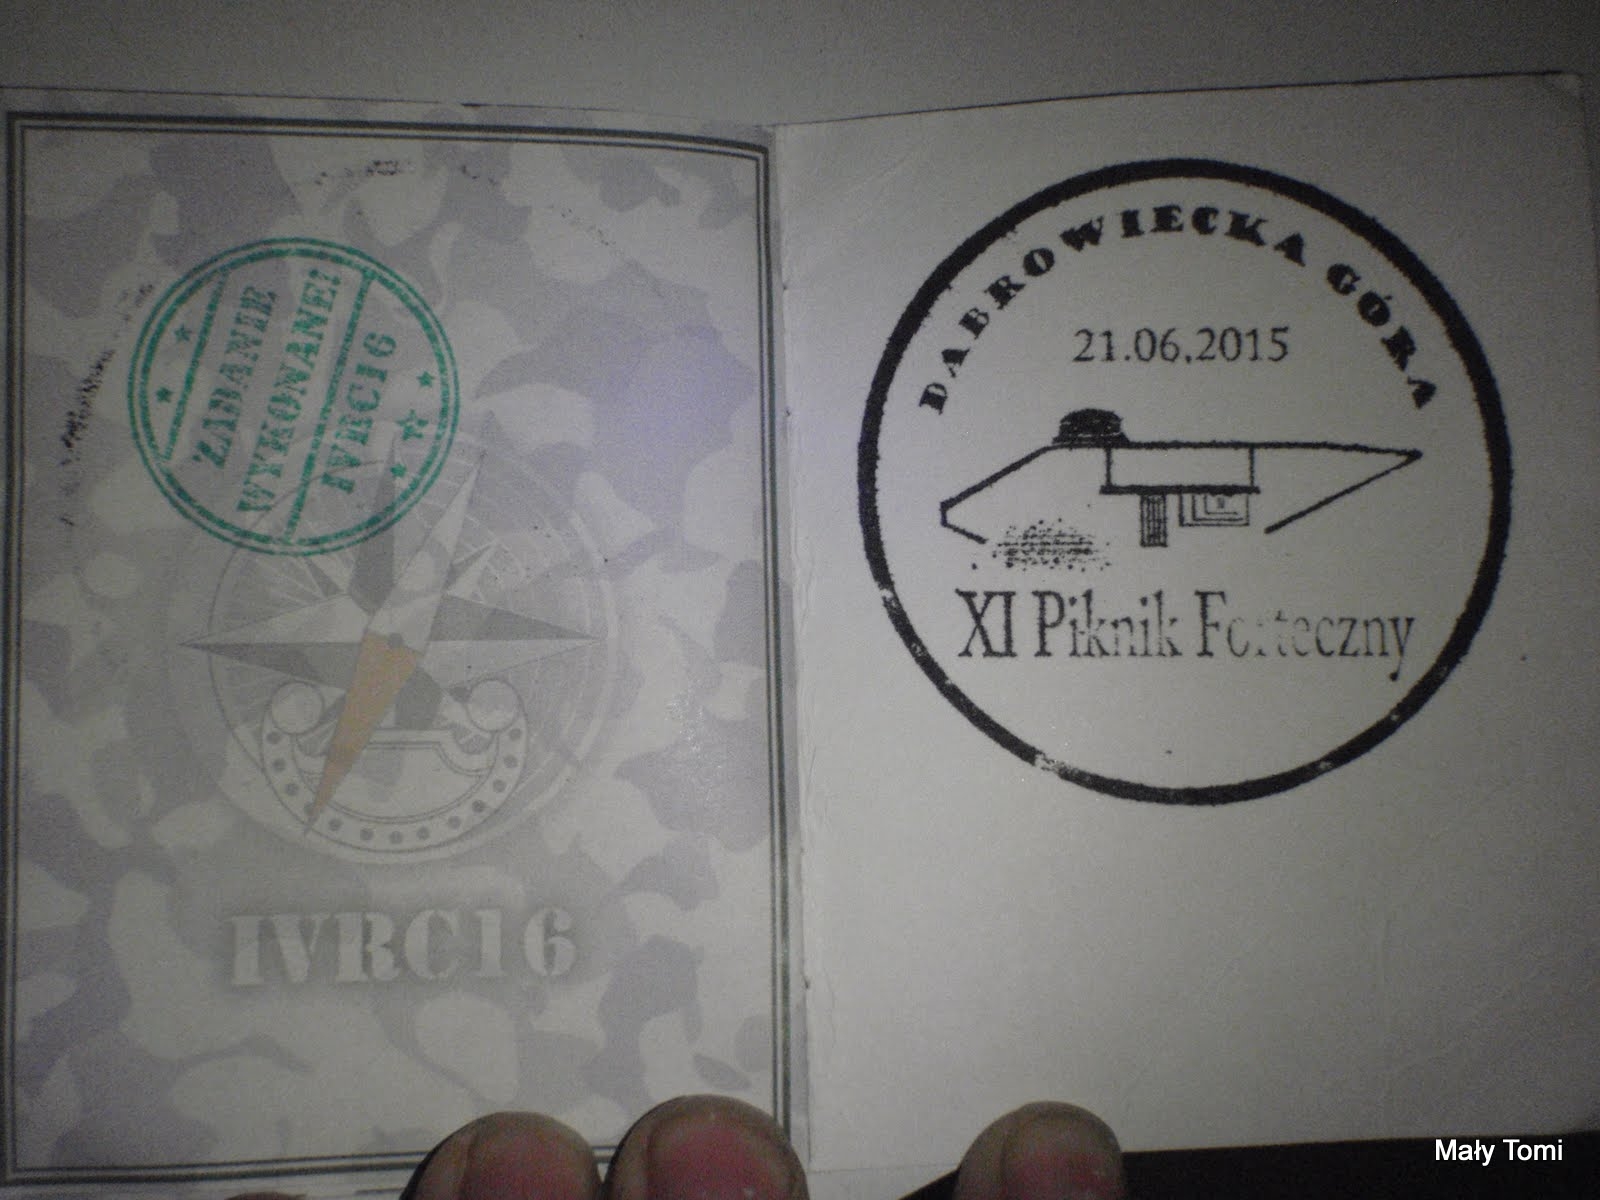 ZADANIE
WYKONANE!
IVRC16
IVRC16
DABROWIECKA GÓRA
21.06.2015
XI Piknik Forteczny
Mały Tomi